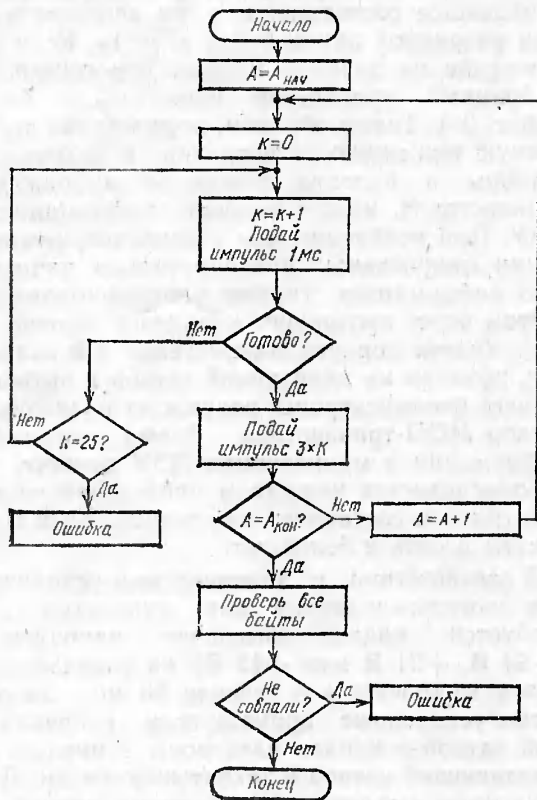 Начало
A = Aнач
K=0
K=K+1
Подай
импульс 1мс
Нет
Готово?
Да
Нет
K=25?
Да
Ошибка
Подай
импульс 3×K
A = Aкон?
Нет
A = A+1
Да
Проверь все
байты
Не
совпали?
Да
Ошибка
Нет
Конец